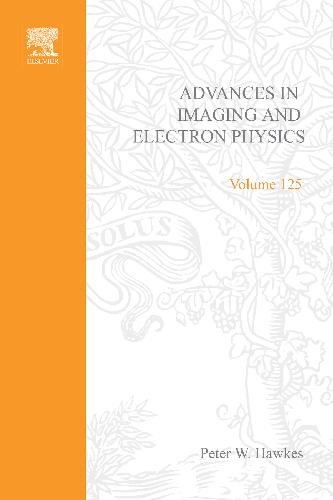 ELSEVIER
ADVANCES IN
IMAGING AND
ELECTRON PHYSICS
Volume 125
SOLUS
Peter W. Hawkes